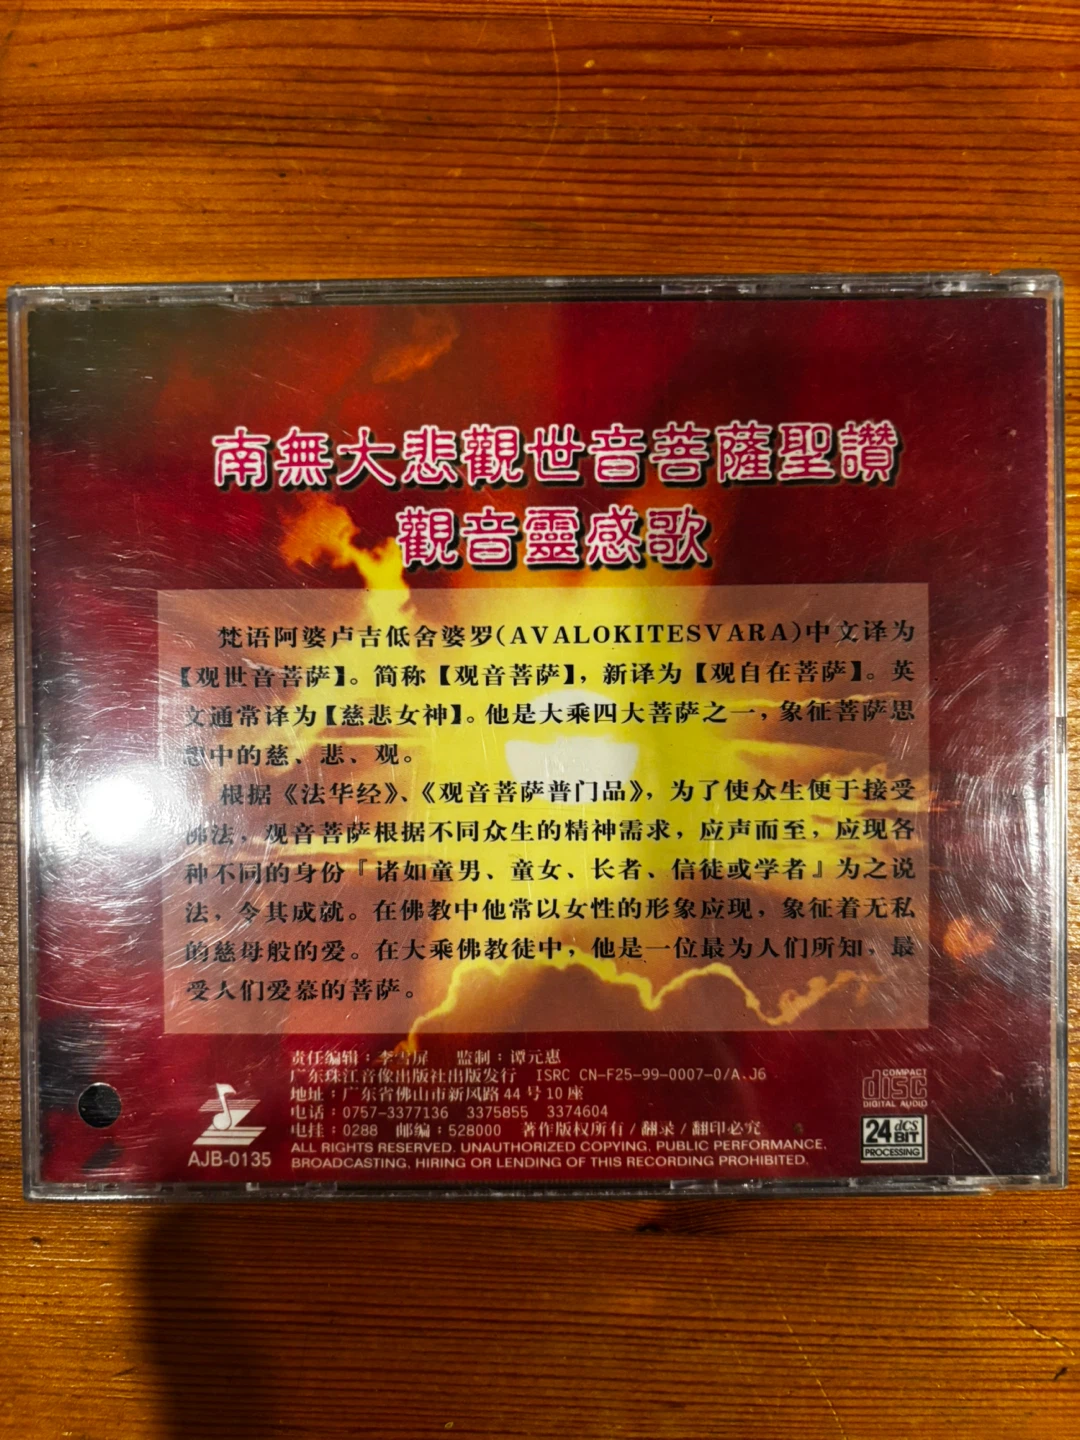 南無大悲觀世音菩薩聖讚
觀音靈感歌
梵语阿婆卢吉低舍婆罗(AVALOKITESVARA)中文译为
【观世音菩萨】。简称【观音菩萨】，新译为【观自在菩萨】。英
文通常译为【慈悲女神】。他是大乘四大菩萨之一，象征菩萨思
想中的慈、悲、观。
根据《法华经》、《观音菩萨普门品》，为了使众生便于接受
佛法，观音菩萨根据不同众生的精神需求，应声而至，应现各
种不同的身份『诸如童男、童女、长者、信徒或学者』为之说
法，令其成就。在佛教中他常以女性的形象应现，象征着无私
的慈母般的爱。在大乘佛教徒中，他是一位最为人们所知，最
受人们爱慕的菩萨。
责任编辑：李雪屏 监制：谭元惠
广东珠江音像出版社出版发行 ISRC CN-F25-99-0007-0/A.J6
地址：广东省佛山市新风路44号10座
电话：0757-3377136 3375855 3374604
电挂：0288 邮编：528000 著作版权所有/翻录/翻印必究
ALL RIGHTS RESERVED. UNAUTHORIZED COPYING, PUBLIC PERFORMANCE,
BROADCASTING, HIRING OR LENDING OF THIS RECORDING PROHIBITED.
AJB-0135
COMPACT
disc
DIGITAL AUDIO
24 dCS
BIT
PROCESSING